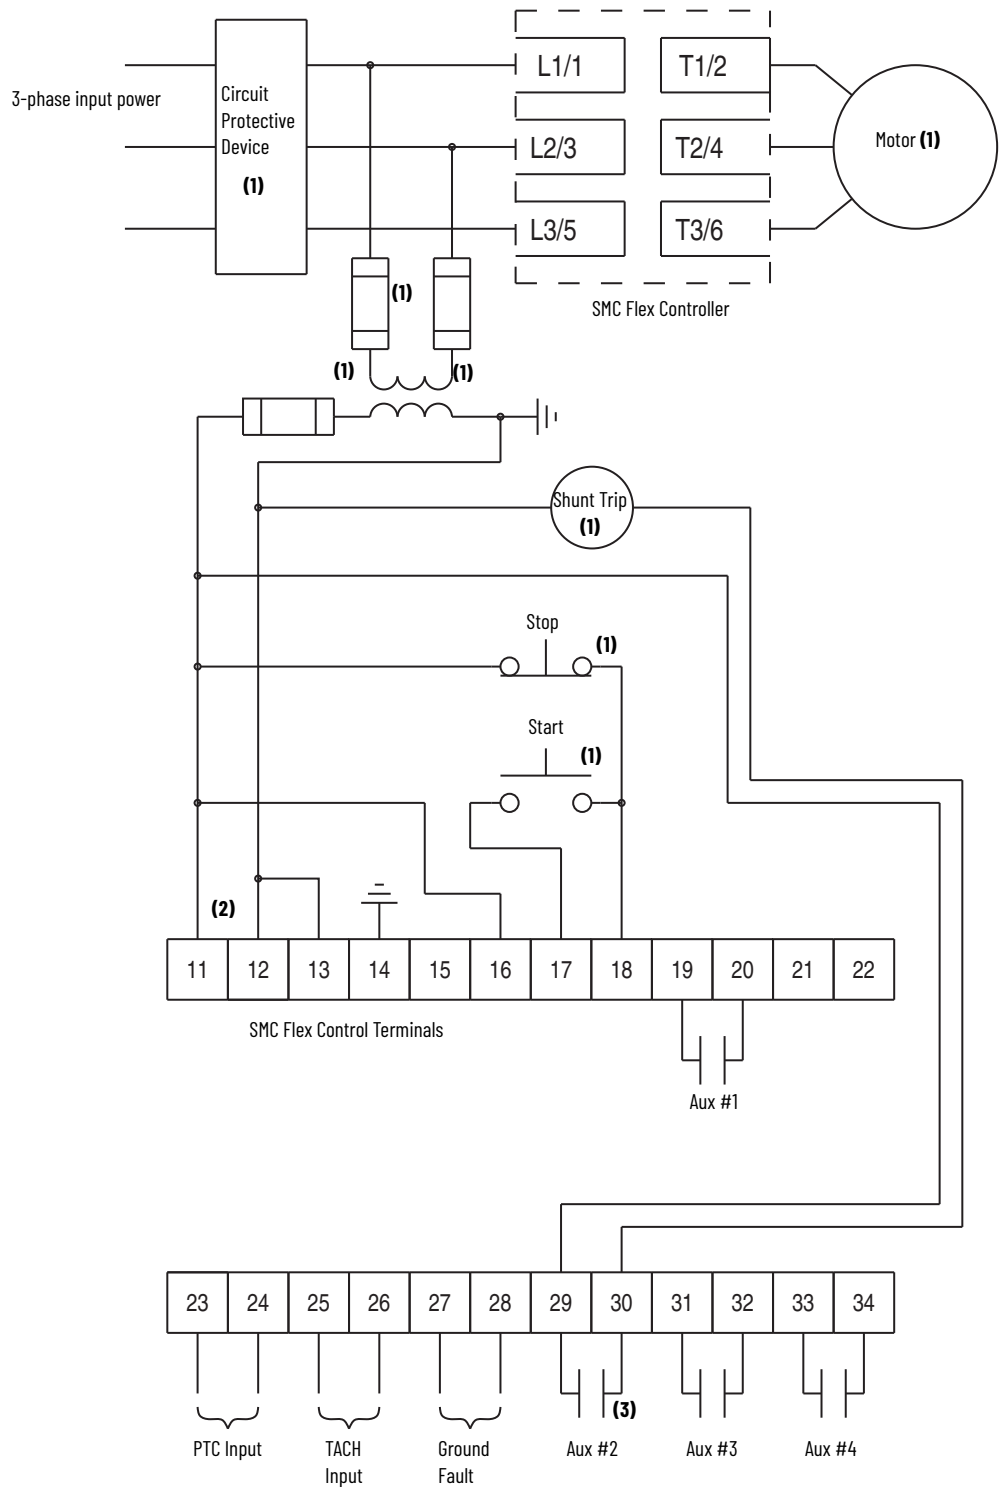 L1/1
T1/2
3-phase input power
Circuit
Protective
Device
(1)
Motor (1)
L2/3
T2/4
L3/5
T3/6
SMC Flex Controller
(1)
(1)
(1)
Shunt Trip
(1)
Stop
(1)
Start
(1)
(2)
11 12 13 14 15 16 17 18 19 20 21 22
SMC Flex Control Terminals
Aux #1
23 24 25 26 27 28 29 30 31 32 33 34
(3)
PTC Input
TACH
Input
Ground
Fault
Aux #2
Aux #3
Aux #4